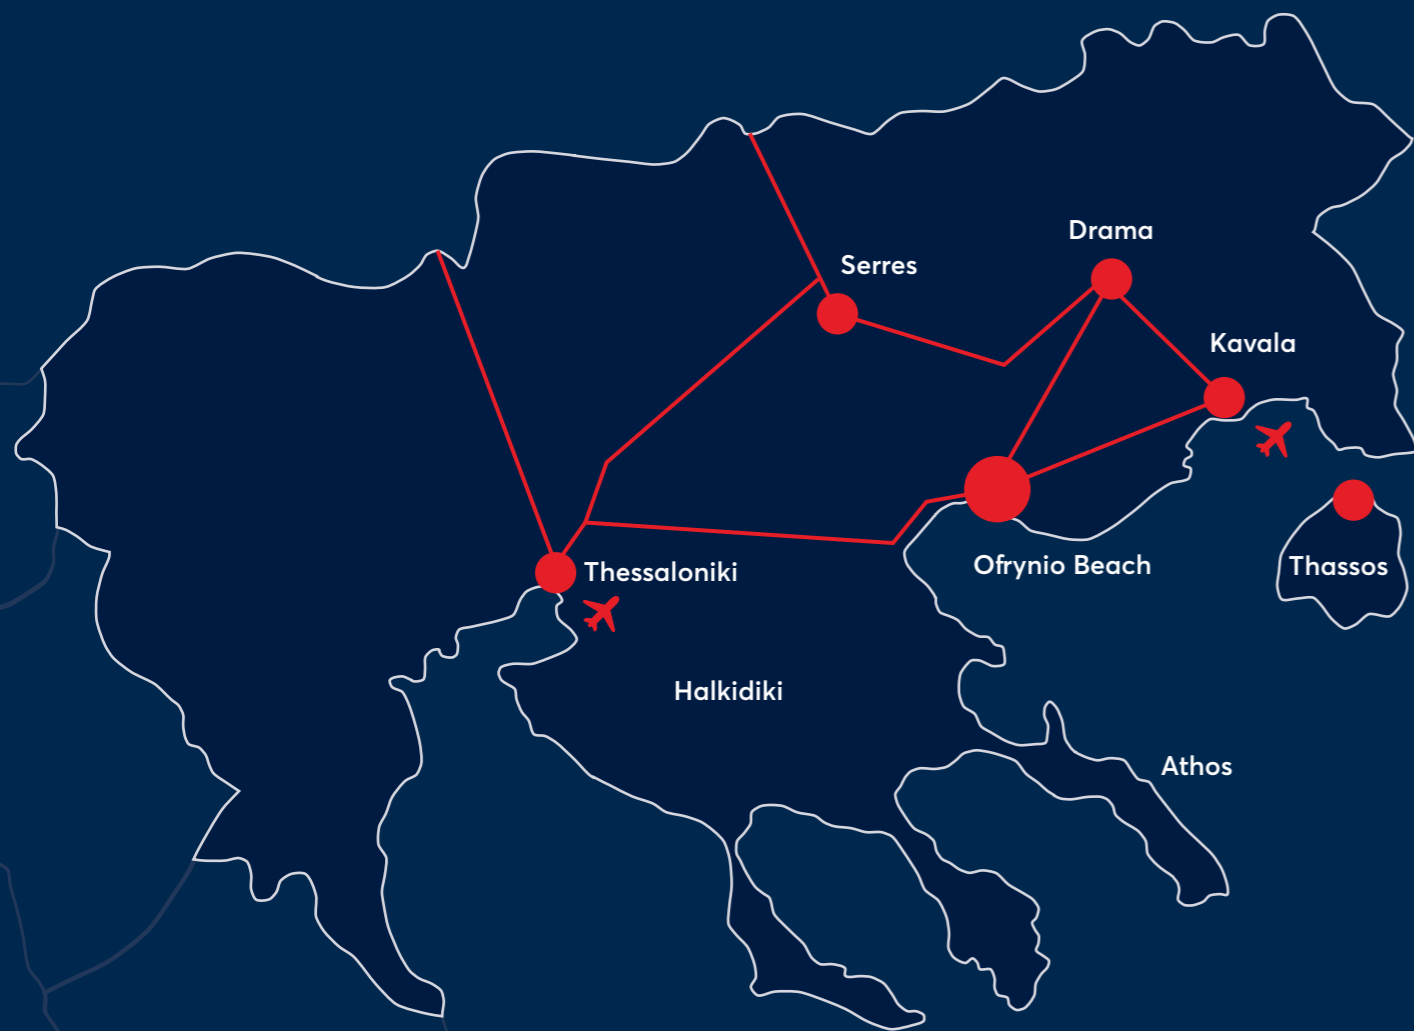 Drama
Serres
Kavala
Ofrynio Beach
Thassos
Thessaloniki
Halkidiki
Athos